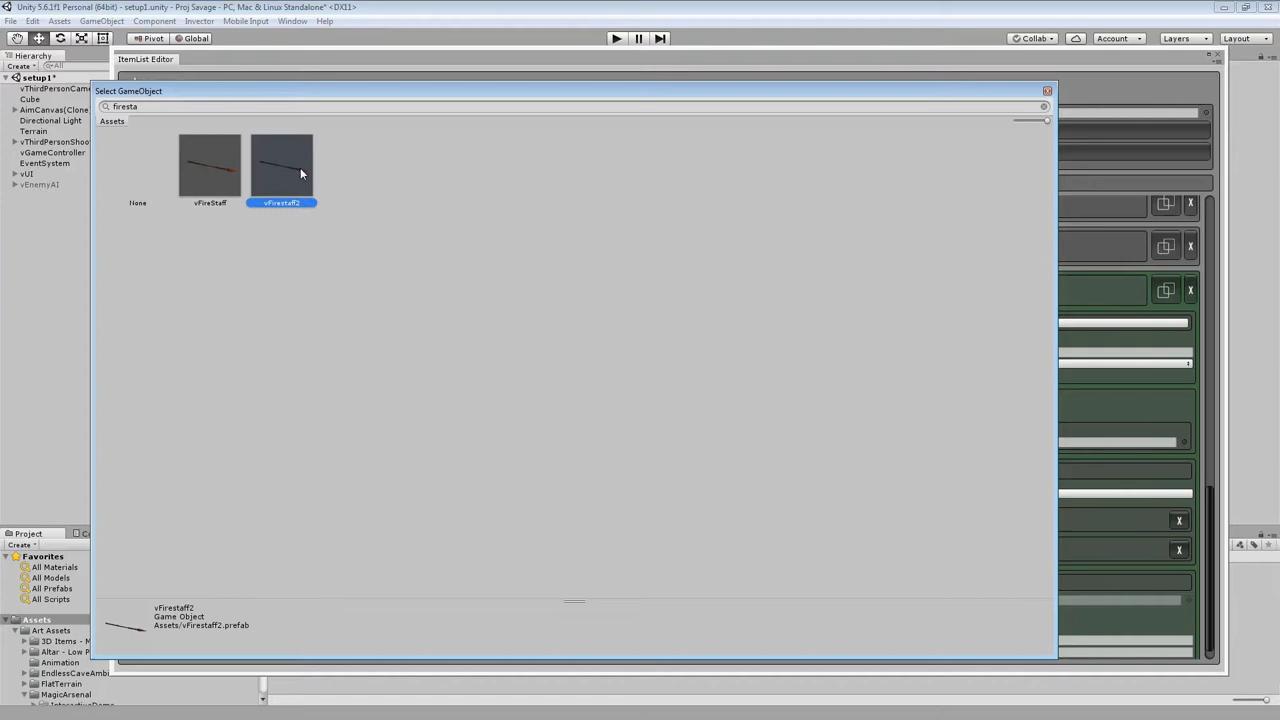 Unity 5.6.1f1 Personal (64bit) - setup1.unity - Proj Savage - PC, Mac & Linux Standalone* <DX11>
File Edit Assets GameObject Component Invector Mobile Input Window Help
Pivot Global Collab Account Layers Layout
Hierarchy
ItemList Editor
Create All
setup1*
vThirdPersonCam
Cube
AimCanvas(Clone
Directional Light
Terrain
vThirdPersonShoo
vGameController
EventSystem
vUI
vEnemyAI
Select GameObject
firesta
Assets
None vFireStaff vFirestaff2
X
X
X
X
X
Project
Create
Favorites
All Materials
All Models
All Prefabs
All Scripts
Assets
Art Assets
3D Items - M
Altar - Low P
Animation
EndlessCaveAmbi
FlatTerrain
MagicArsenal
vFirestaff2
Game Object
Assets/vFirestaff2.prefab